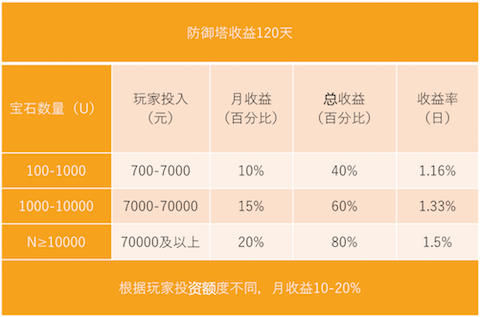 防御塔收益120天
宝石数量（U） 玩家投入（元） 月收益（百分比） 总收益（百分比） 收益率（日）
100-1000 700-7000 10% 40% 1.16%
1000-10000 7000-70000 15% 60% 1.33%
N≥10000 70000及以上 20% 80% 1.5%
根据玩家投资额度不同，月收益10-20%